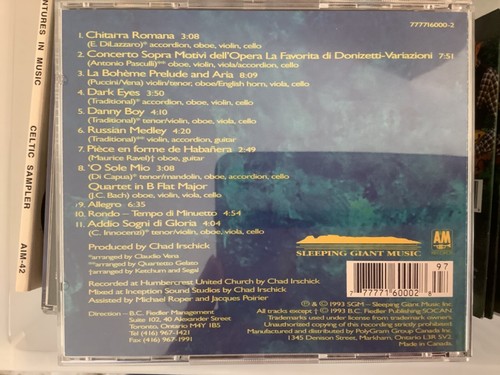 777716000-2
1. Chitarra Romana 3:08
(E. DiLazzaro)* accordion, oboe, violin, cello
2. Concerto Sopra Motivi dell'Opera La Favorita di Donizetti-Variazioni 7:51
(Antonio Pasculli)** oboe, violin, viola/accordion, cello
3. La Bohème Prelude and Aria 8:09
(Puccini/Vena) violin/tenor, oboe/English horn, viola, cello
4. Dark Eyes 3:50
(Traditional)* accordion, oboe, violin, cello
5. Danny Boy 4:10
(Traditional)* tenor/violin, oboe, viola, cello
6. Russian Medley 4:20
(Traditional)** violin, accordion, guitar
7. Pièce en forme de Habañera 2:49
(Maurice Ravel)† oboe, guitar
8. 'O Sole Mio 3:08
(Di Capua)* tenor/mandolin, oboe, accordion, cello
Quartet in B Flat Major
(J.C. Bach) oboe, violin, viola, cello
9. Allegro 6:35
10. Rondo – Tempo di Minuetto 4:54
11. Addio Sogni di Gloria 4:04
(C. Innocenzi)* tenor/violin, oboe, viola, cello
Produced by Chad Irschick
*arranged by Claudio Vena
**arranged by Quartetto Gelato
†arranged by Ketchum and Segal
Recorded at Humbercrest United Church by Chad Irschick
Mixed at Inception Sound Studios by Chad Irschick
Assisted by Michael Roper and Jacques Poirier
Direction – B.C. Fiedler Management
Suite 102, 40 Alexander Street
Toronto, Ontario M4Y 1B5
Tel (416) 967-1421
Fax (416) 967-1991
SLEEPING GIANT MUSIC
A&M
97
7 77771 60002 8
℗ & © 1993 SGM – Sleeping Giant Music Inc.
All tracks except † © 1993 B.C. Fiedler Publishing SOCAN.
Trademarks used under license from owner.
Unauthorized copying of this recording strictly prohibited.
Manufactured and distributed by PolyGram Group Canada Inc.
1345 Denison Street, Markham, Ontario L3R 5V2
Made in Canada.
ENTURES IN MUSIC
CELTIC SAMPLER
AIM-42